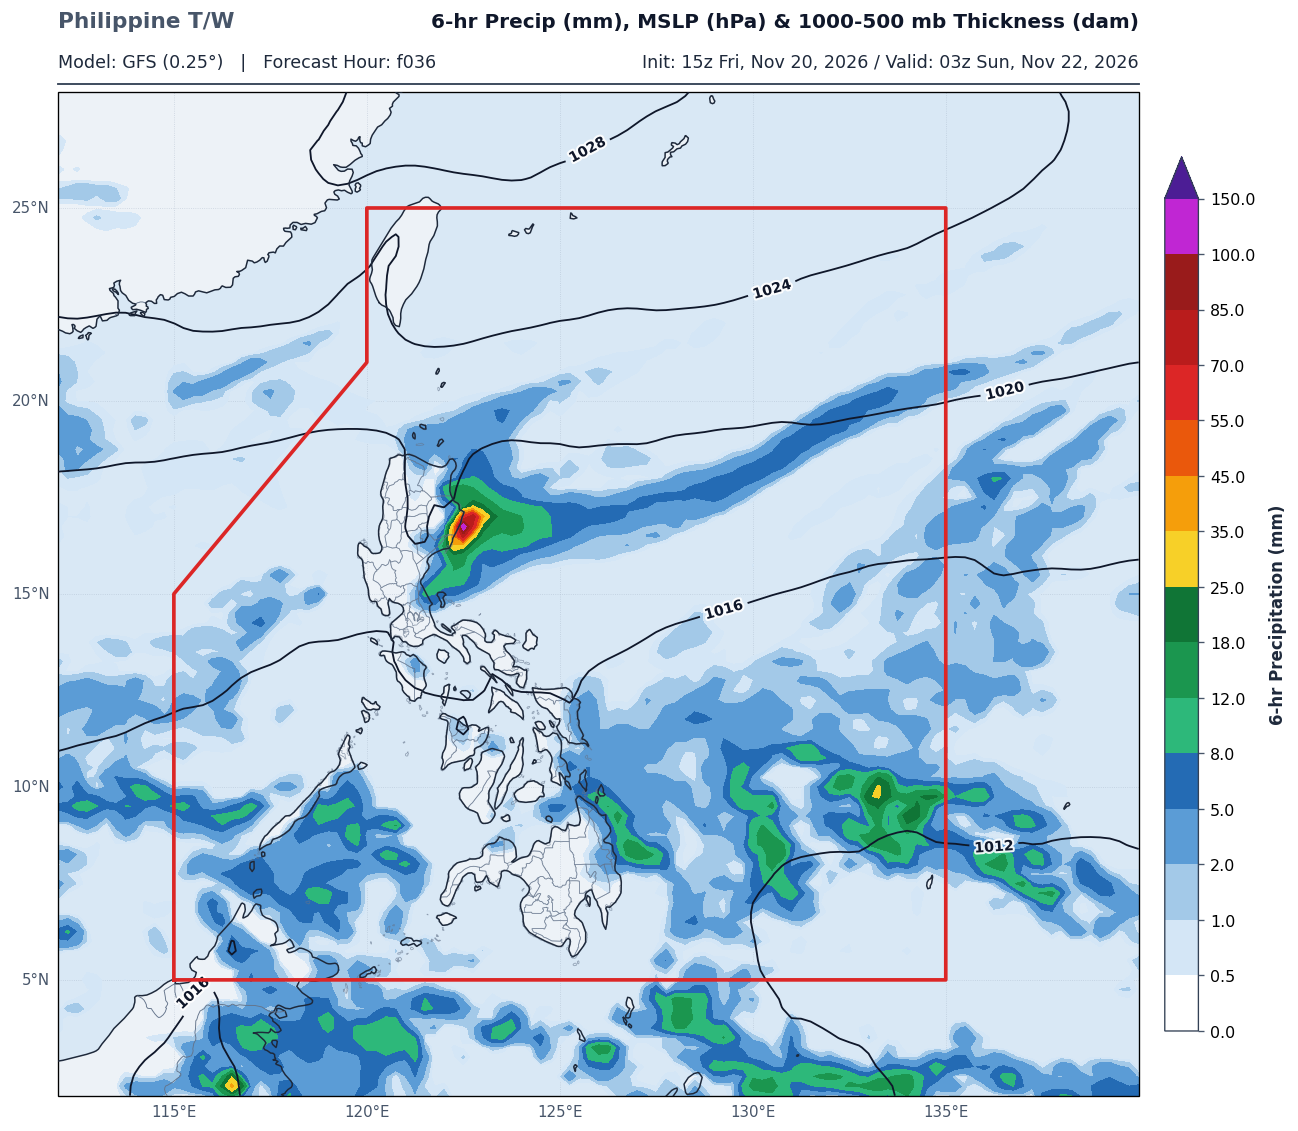 Philippine T/W
6-hr Precip (mm), MSLP (hPa) & 1000-500 mb Thickness (dam)
Model: GFS (0.25°) | Forecast Hour: f036
Init: 15z Fri, Nov 20, 2026 / Valid: 03z Sun, Nov 22, 2026
1028
1024
1020
1016
1012
1016
25°N
20°N
15°N
10°N
5°N
115°E
120°E
125°E
130°E
135°E
150.0
100.0
85.0
70.0
55.0
45.0
35.0
25.0
18.0
12.0
8.0
5.0
2.0
1.0
0.5
0.0
6-hr Precipitation (mm)